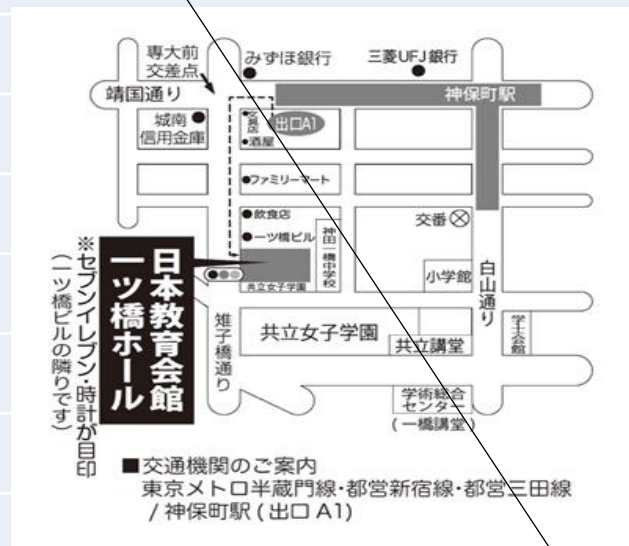 専大前
交差点
みずほ銀行
三菱UFJ銀行
靖国通り
神保町駅
城南
信用金庫
文具店
出口A1
酒屋
ファミリーマート
飲食店
一ツ橋ビル
神田一橋中学校
交番
小学館
白山通り
共立女子学園
雉子橋通り
共立女子学園
共立講堂
学士会館
学術総合
センター
(一橋講堂)
日本教育会館
一ツ橋ホール
※セブンイレブン・時計が目印
(一ツ橋ビルの隣りです)
■交通機関のご案内
東京メトロ半蔵門線・都営新宿線・都営三田線
/ 神保町駅 ( 出口 A1)